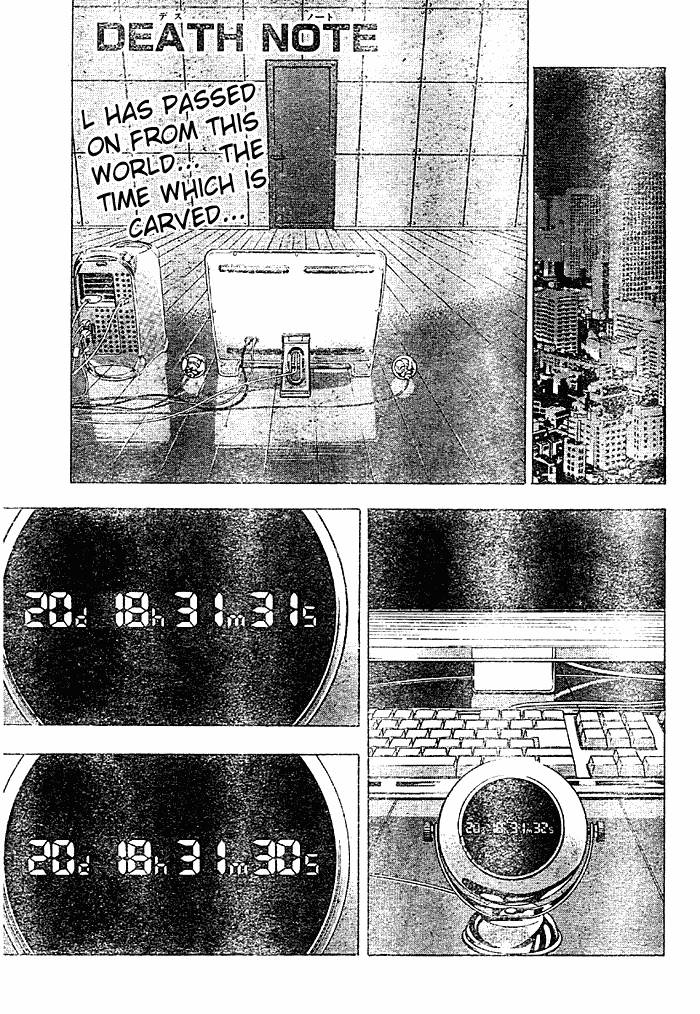 デス ノート
DEATH NOTE
L HAS PASSED
ON FROM THIS
WORLD... THE
TIME WHICH IS
CARVED...
20d 18h 31m 32s
20d 18h 31m 31s
20d 18h 31m 30s